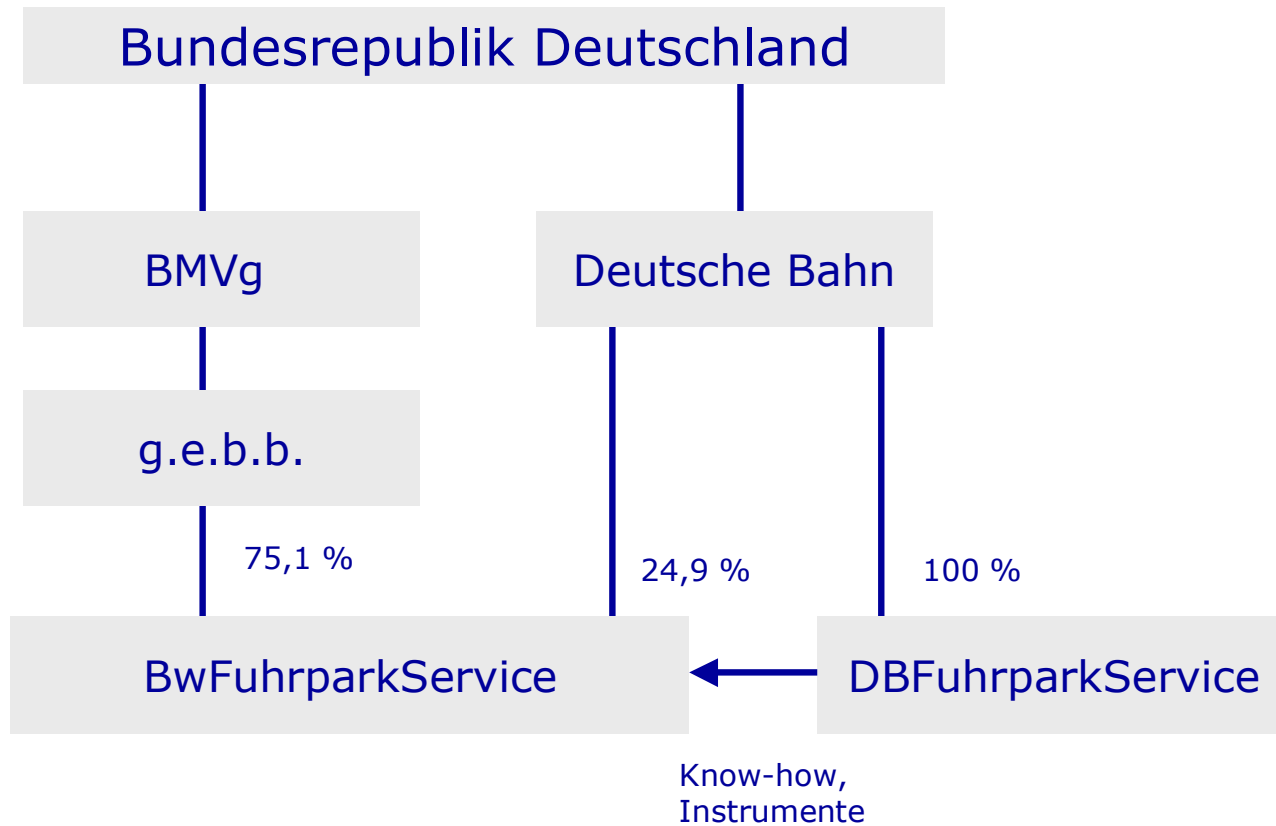 Bundesrepublik Deutschland
BMVg
Deutsche Bahn
g.e.b.b.
75,1 %
24,9 %
100 %
BwFuhrparkService
DBFuhrparkService
Know-how,
Instrumente